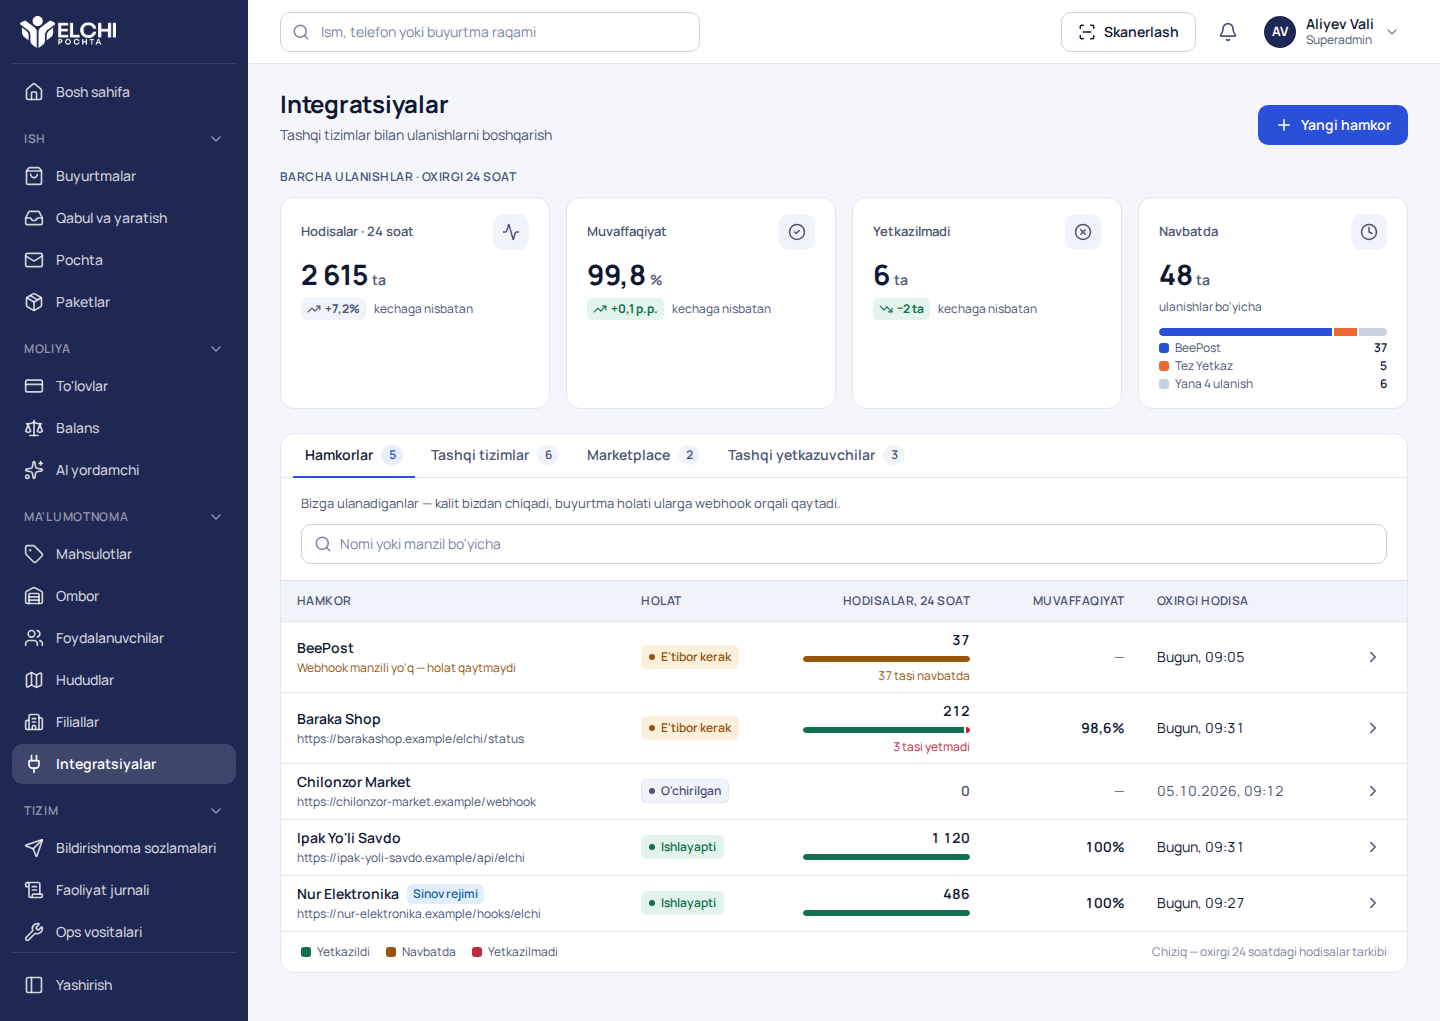 ELCHI
POCHTA
Ism, telefon yoki buyurtma raqami
Skanerlash
AV
Aliyev Vali
Superadmin
Bosh sahifa
ISH
Buyurtmalar
Qabul va yaratish
Pochta
Paketlar
MOLIYA
To'lovlar
Balans
AI yordamchi
MA'LUMOTNOMA
Mahsulotlar
Ombor
Foydalanuvchilar
Hududlar
Filiallar
Integratsiyalar
TIZIM
Bildirishnoma sozlamalari
Faoliyat jurnali
Ops vositalari
Yashirish
Integratsiyalar
Tashqi tizimlar bilan ulanishlarni boshqarish
Yangi hamkor
BARCHA ULANISHLAR · OXIRGI 24 SOAT
Hodisalar · 24 soat
2 615 ta
+7,2% kechaga nisbatan
Muvaffaqiyat
99,8 %
+0,1 p.p. kechaga nisbatan
Yetkazilmadi
6 ta
−2 ta kechaga nisbatan
Navbatda
48 ta
ulanishlar bo'yicha
BeePost 37
Tez Yetkaz 5
Yana 4 ulanish 6
Hamkorlar 5 Tashqi tizimlar 6 Marketplace 2 Tashqi yetkazuvchilar 3
Bizga ulanadiganlar — kalit bizdan chiqadi, buyurtma holati ularga webhook orqali qaytadi.
Nomi yoki manzil bo'yicha
HAMKOR HOLAT HODISALAR, 24 SOAT MUVAFFAQIYAT OXIRGI HODISA
BeePost
Webhook manzili yo'q — holat qaytmaydi
E'tibor kerak
37
37 tasi navbatda
—
Bugun, 09:05
Baraka Shop
https://barakashop.example/elchi/status
E'tibor kerak
212
3 tasi yetmadi
98,6%
Bugun, 09:31
Chilonzor Market
https://chilonzor-market.example/webhook
O'chirilgan
0
—
05.10.2026, 09:12
Ipak Yo'li Savdo
https://ipak-yoli-savdo.example/api/elchi
Ishlayapti
1 120
100%
Bugun, 09:31
Nur Elektronika Sinov rejimi
https://nur-elektronika.example/hooks/elchi
Ishlayapti
486
100%
Bugun, 09:27
Yetkazildi Navbatda Yetkazilmadi
Chiziq — oxirgi 24 soatdagi hodisalar tarkibi